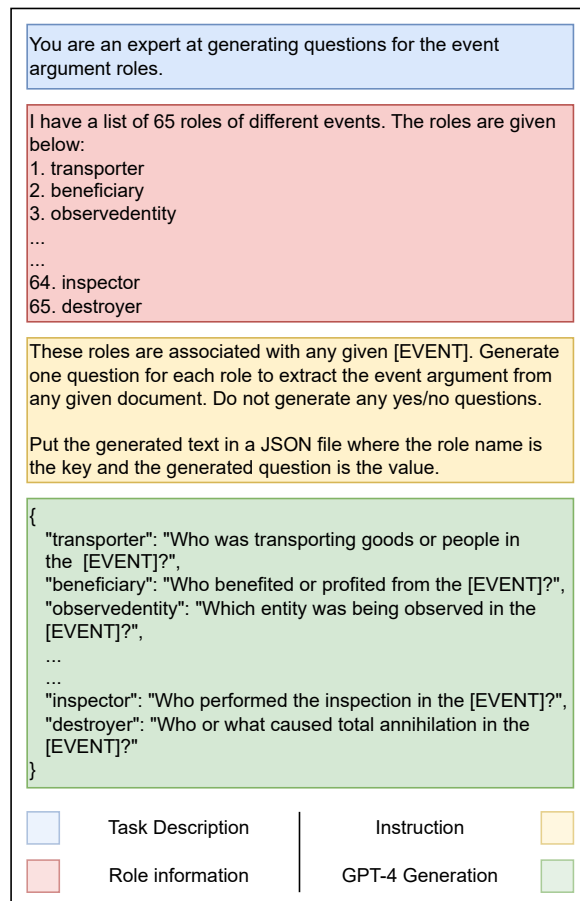 You are an expert at generating questions for the event
argument roles.
I have a list of 65 roles of different events. The roles are given
below:
1. transporter
2. beneficiary
3. observedentity
...
...
64. inspector
65. destroyer
These roles are associated with any given [EVENT]. Generate
one question for each role to extract the event argument from
any given document. Do not generate any yes/no questions.
Put the generated text in a JSON file where the role name is
the key and the generated question is the value.
{
"transporter": "Who was transporting goods or people in
the [EVENT]?",
"beneficiary": "Who benefited or profited from the [EVENT]?",
"observedentity": "Which entity was being observed in the
[EVENT]?",
...
...
"inspector": "Who performed the inspection in the [EVENT]?",
"destroyer": "Who or what caused total annihilation in the
[EVENT]?"
}
Task Description
Instruction
Role information
GPT-4 Generation